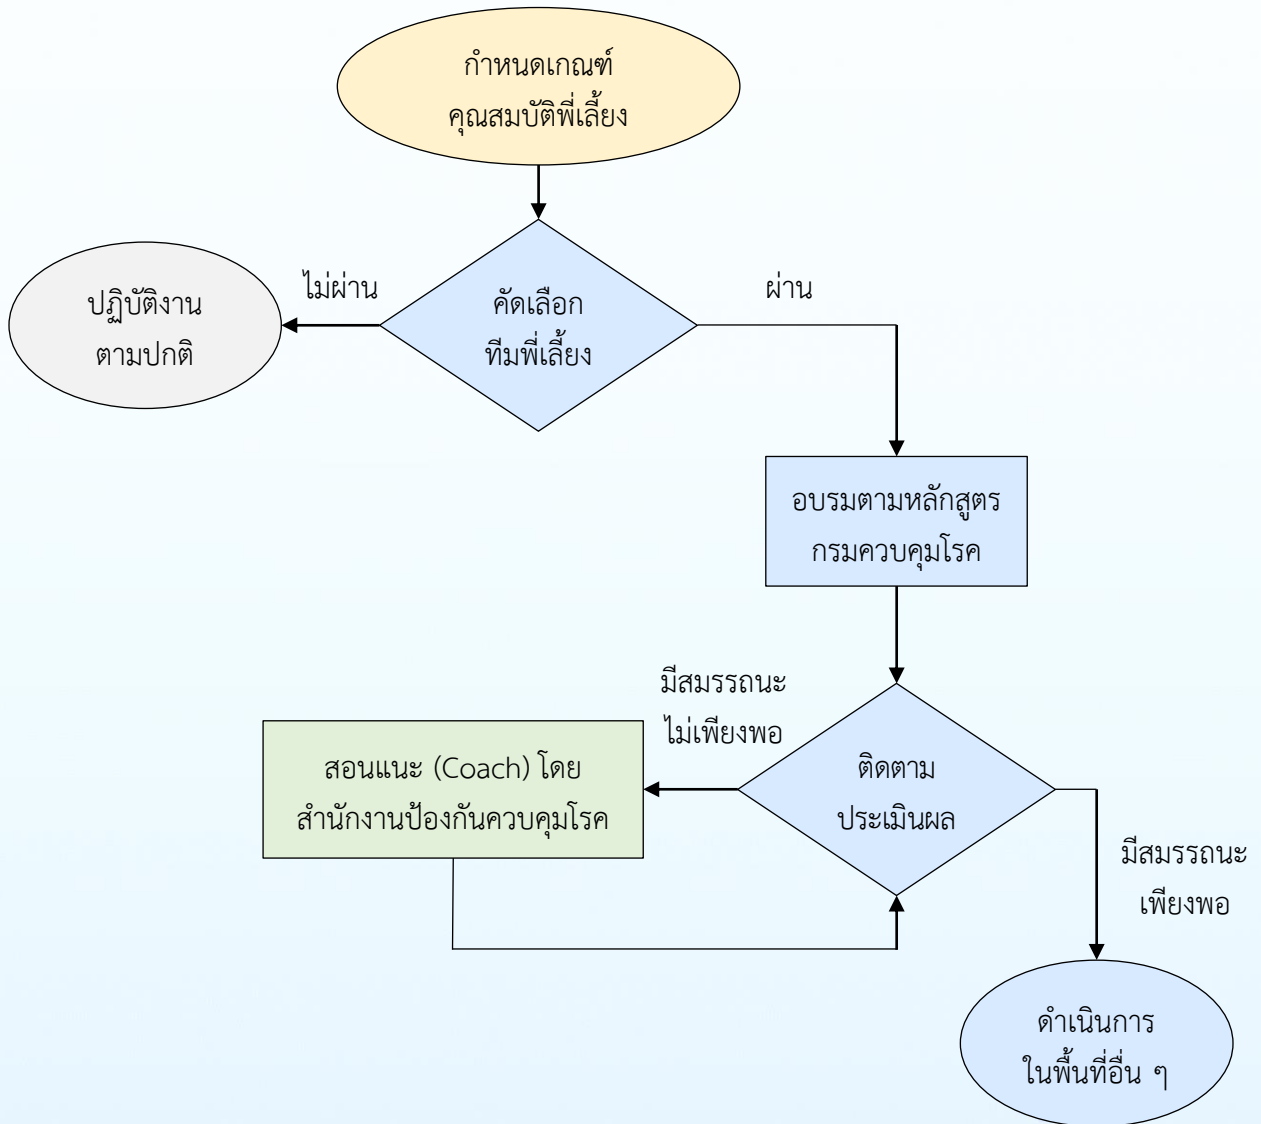 กำหนดเกณฑ์
คุณสมบัติพี่เลี้ยง
ไม่ผ่าน
ผ่าน
คัดเลือก
ทีมพี่เลี้ยง
ปฏิบัติงาน
ตามปกติ
อบรมตามหลักสูตร
กรมควบคุมโรค
มีสมรรถนะ
ไม่เพียงพอ
ติดตาม
ประเมินผล
สอนแนะ (Coach) โดย
สำนักงานป้องกันควบคุมโรค
มีสมรรถนะ
เพียงพอ
ดำเนินการ
ในพื้นที่อื่น ๆ